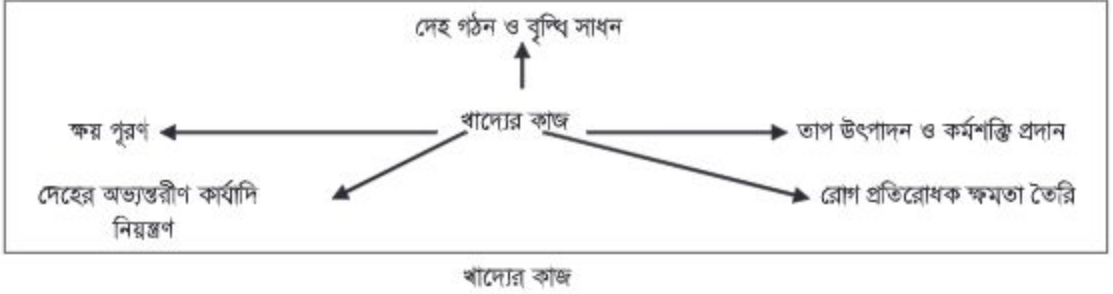 দেহ গঠন ও বৃদ্ধি সাধন
খাদ্যের কাজ
ক্ষয় পূরণ
তাপ উৎপাদন ও কর্মশক্তি প্রদান
দেহের অভ্যন্তরীণ কার্যাদি
নিয়ন্ত্রণ
রোগ প্রতিরোধক ক্ষমতা তৈরি
খাদ্যের কাজ